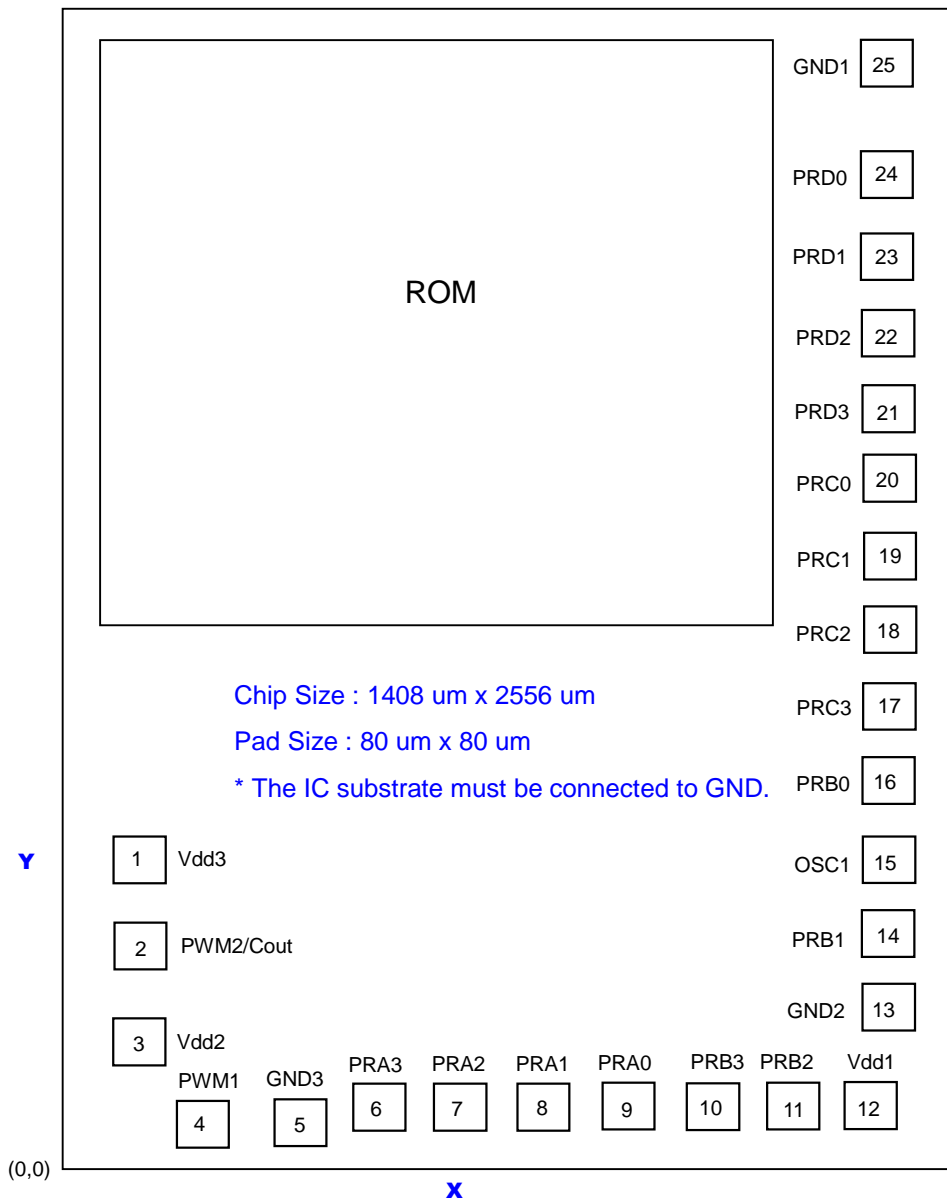 GND1 25
PRD0 24
PRD1 23
ROM
PRD2 22
PRD3 21
PRC0 20
PRC1 19
PRC2 18
Chip Size : 1408 um x 2556 um
PRC3 17
Pad Size : 80 um x 80 um
* The IC substrate must be connected to GND.
PRB0 16
Y
1 Vdd3
OSC1 15
2 PWM2/Cout
PRB1 14
GND2 13
3 Vdd2
PWM1 GND3 PRA3 PRA2 PRA1 PRA0 PRB3 PRB2 Vdd1
4 5 6 7 8 9 10 11 12
(0,0)
X